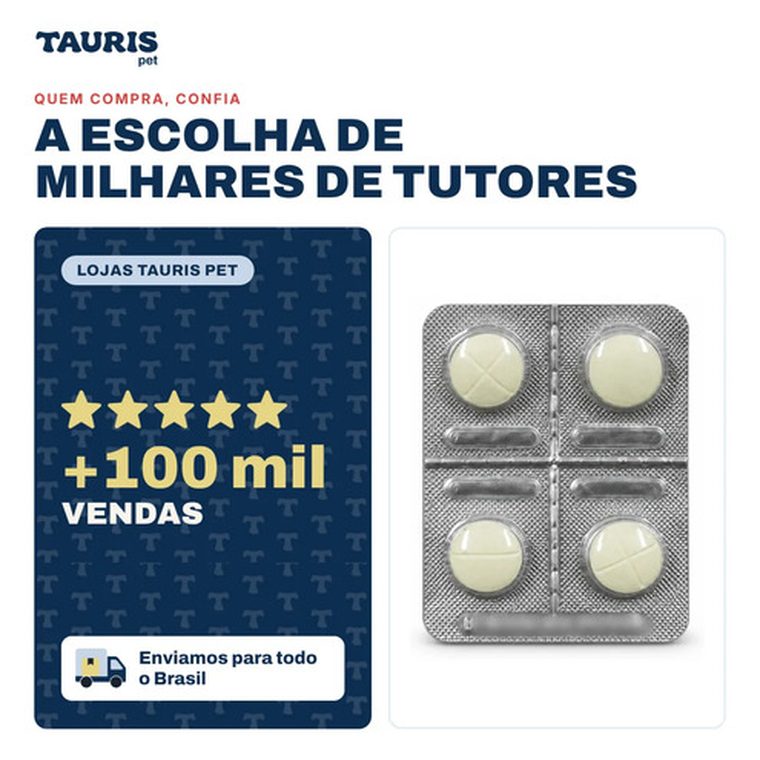 TAURIS
pet
QUEM COMPRA, CONFIA
A ESCOLHA DE
MILHARES DE TUTORES
LOJAS TAURIS PET
+100 mil
VENDAS
Enviamos para todo
o Brasil